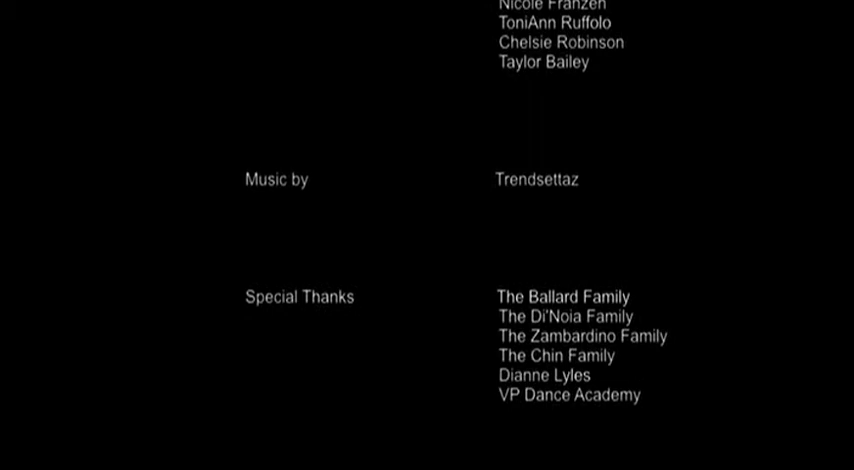 Nicole Franzen
ToniAnn Ruffolo
Chelsie Robinson
Taylor Bailey
Music by Trendsettaz
Special Thanks The Ballard Family
The Di'Noia Family
The Zambardino Family
The Chin Family
Dianne Lyles
VP Dance Academy